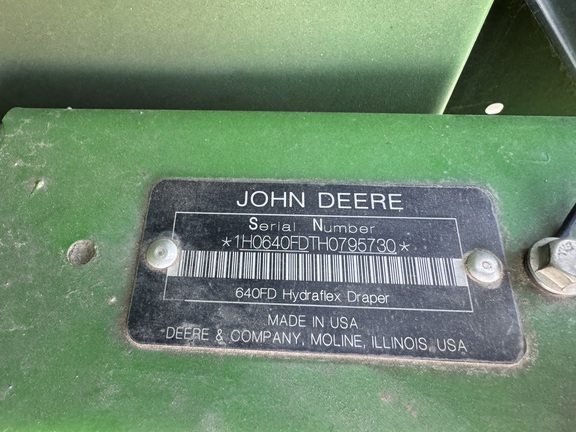 JOHN DEERE
Serial Number
*1H0640FDTH0795730*
640FD Hydraflex Draper
MADE IN USA
DEERE & COMPANY, MOLINE, ILLINOIS, USA